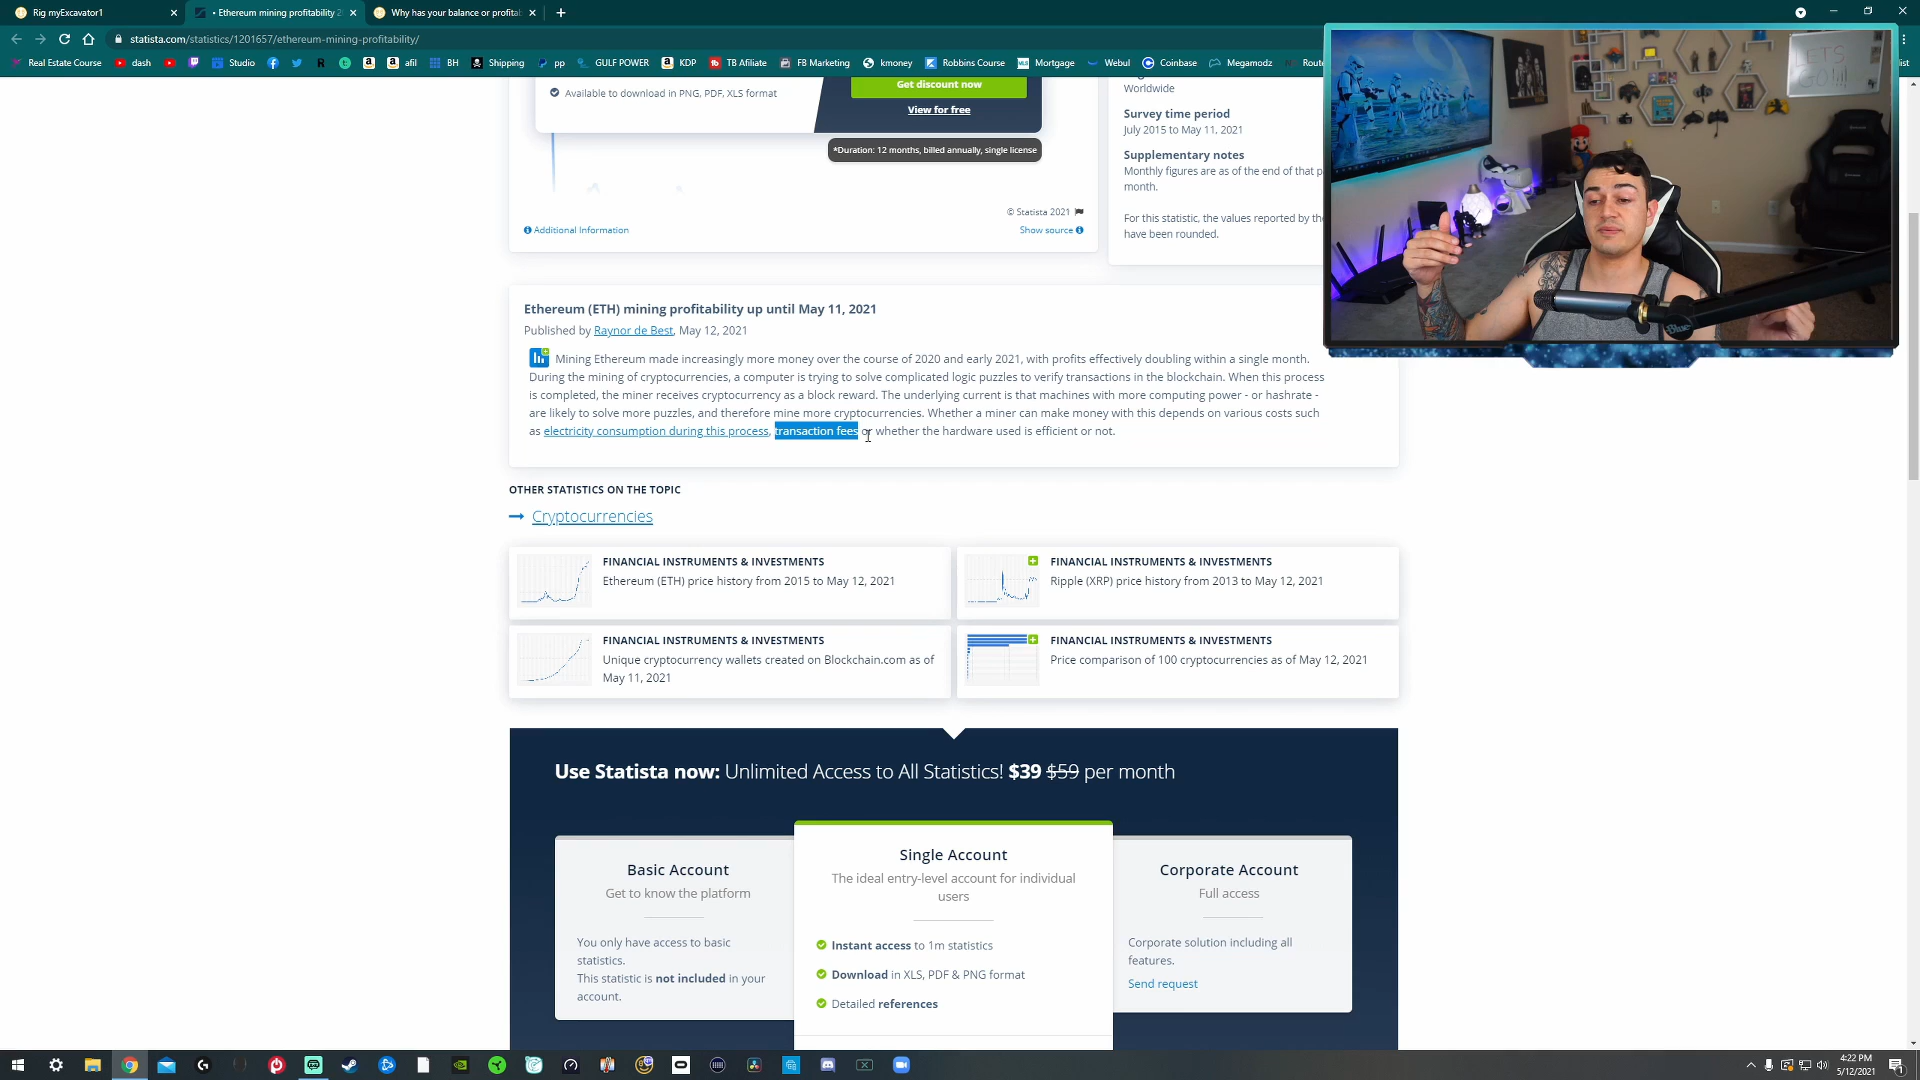 Rig myExcavator1
• Ethereum mining profitability 2
Why has your balance or profitab
statista.com/statistics/1201657/ethereum-mining-profitability/
Real Estate Course
dash
Studio
afil
BH
Shipping
pp
GULF POWER
KDP
TB Afiliate
FB Marketing
kmoney
Robbins Course
Mortgage
Webul
Coinbase
Megamodz
Route
list
LETS
GO!!!
Available to download in PNG, PDF, XLS format
Get discount now
View for free
*Duration: 12 months, billed annually, single license
© Statista 2021
Additional Information
Show source
Worldwide
Survey time period
July 2015 to May 11, 2021
Supplementary notes
Monthly figures are as of the end of that p
month.
For this statistic, the values reported by the
have been rounded.
Ethereum (ETH) mining profitability up until May 11, 2021
Published by Raynor de Best, May 12, 2021
Mining Ethereum made increasingly more money over the course of 2020 and early 2021, with profits effectively doubling within a single month.
During the mining of cryptocurrencies, a computer is trying to solve complicated logic puzzles to verify transactions in the blockchain. When this process
is completed, the miner receives cryptocurrency as a block reward. The underlying current is that machines with more computing power - or hashrate -
are likely to solve more puzzles, and therefore mine more cryptocurrencies. Whether a miner can make money with this depends on various costs such
as electricity consumption during this process, transaction fees or whether the hardware used is efficient or not.
OTHER STATISTICS ON THE TOPIC
Cryptocurrencies
FINANCIAL INSTRUMENTS & INVESTMENTS
Ethereum (ETH) price history from 2015 to May 12, 2021
FINANCIAL INSTRUMENTS & INVESTMENTS
Ripple (XRP) price history from 2013 to May 12, 2021
FINANCIAL INSTRUMENTS & INVESTMENTS
Unique cryptocurrency wallets created on Blockchain.com as of
May 11, 2021
FINANCIAL INSTRUMENTS & INVESTMENTS
Price comparison of 100 cryptocurrencies as of May 12, 2021
Use Statista now: Unlimited Access to All Statistics! $39 $59 per month
Basic Account
Get to know the platform
You only have access to basic
statistics.
This statistic is not included in your
account.
Single Account
The ideal entry-level account for individual
users
Instant access to 1m statistics
Download in XLS, PDF & PNG format
Detailed references
Corporate Account
Full access
Corporate solution including all
features.
Send request
4:22 PM
5/12/2021